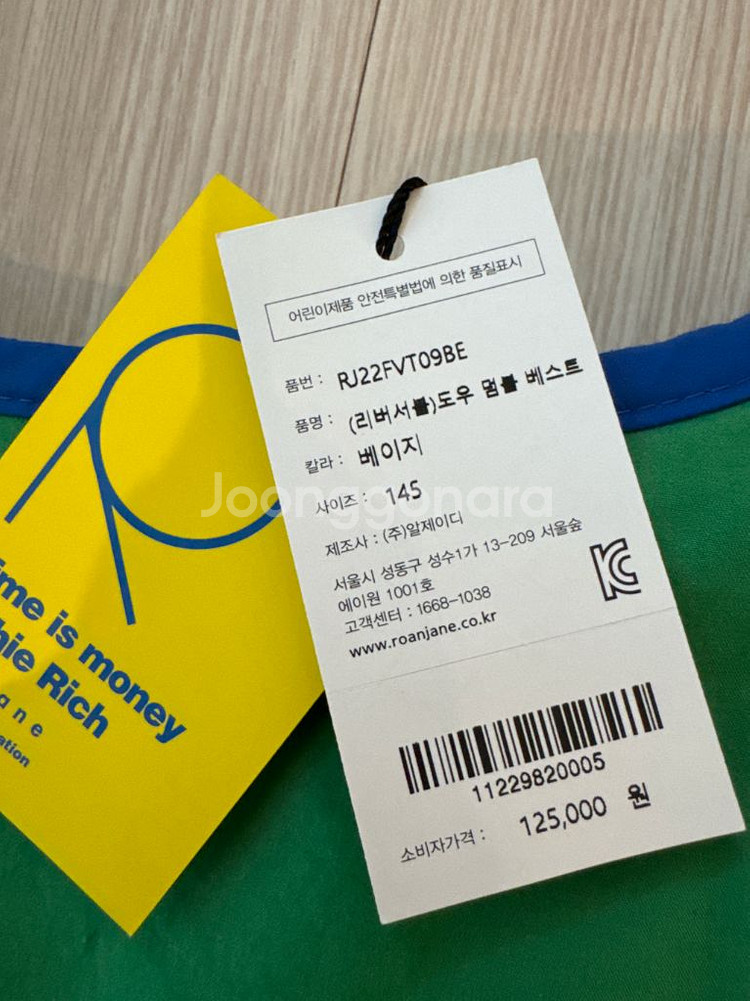 어린이제품 안전특별법에 의한 품질표시
품번 : RJ22FVT09BE
품명 : (리버서블)도우 덤블 베스트
칼라 : 베이지
사이즈 : 145
제조사 : (주)알제이디
서울시 성동구 성수1가 13-209 서울숲
에이원 1001호
고객센터 : 1668-1038
www.roanjane.co.kr
KC
11229820005
소비자가격 : 125,000 원
ime is money
hie Rich
ane
ation
Joonggonara